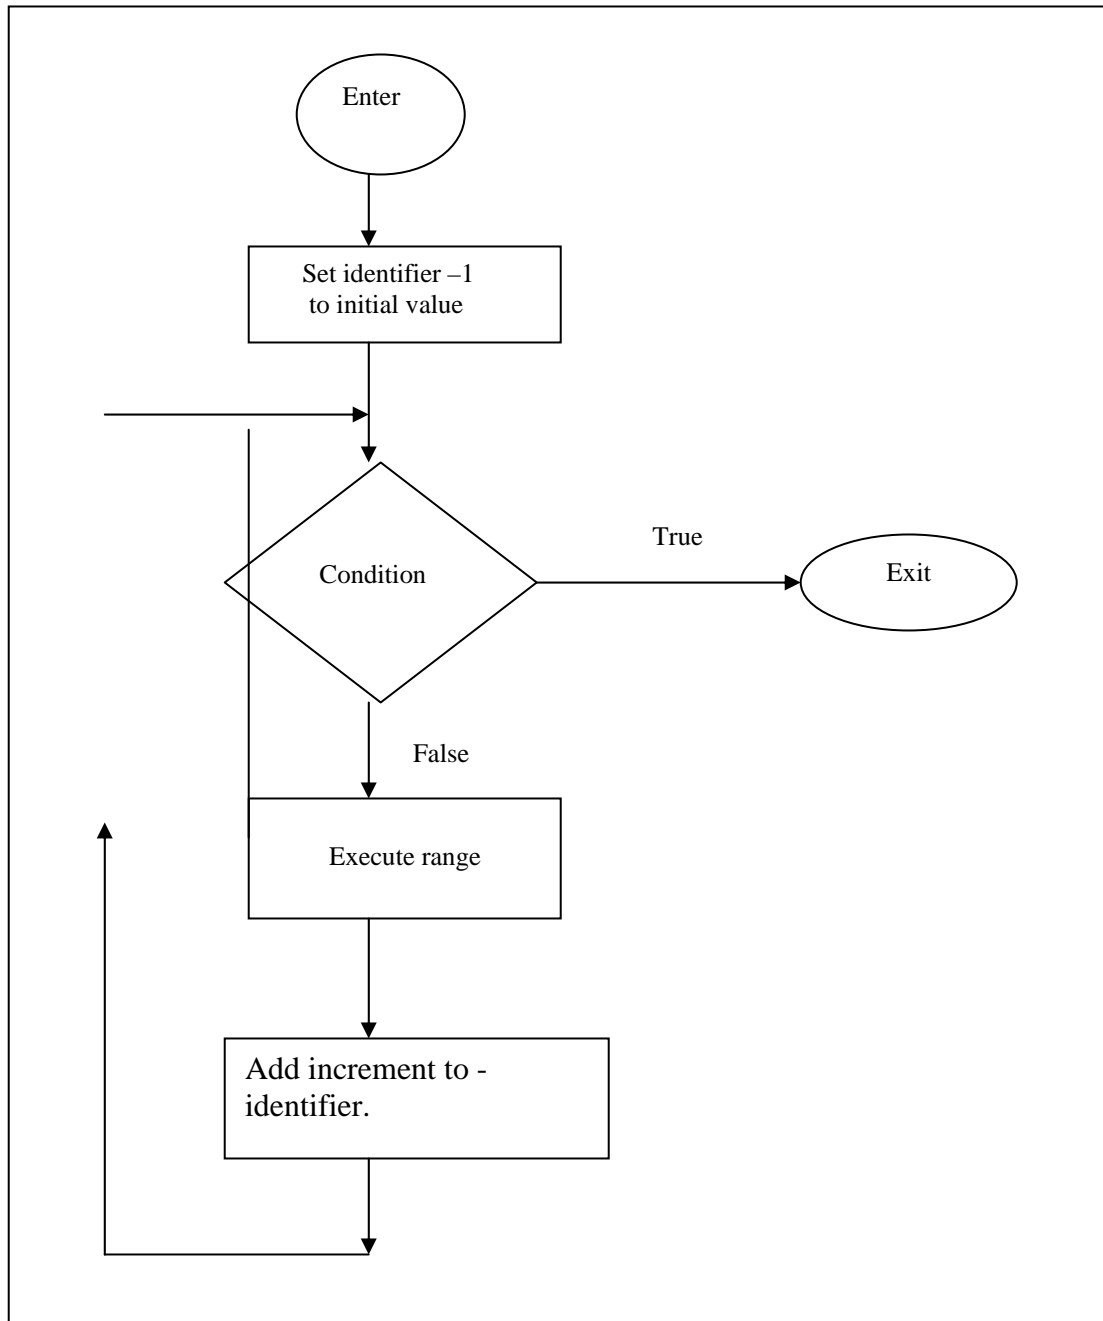 Enter
Set identifier –1
to initial value
Condition
True
Exit
False
Execute range
Add increment to -
identifier.